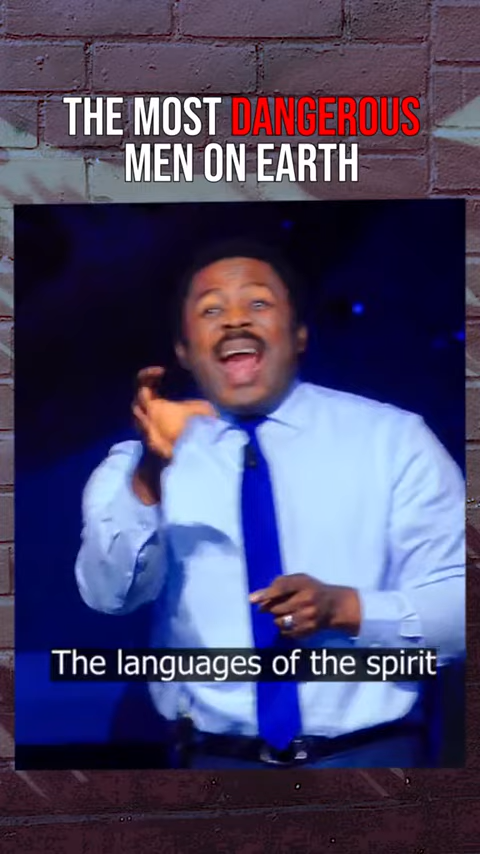 THE MOST DANGEROUS
MEN ON EARTH
The languages of the spirit